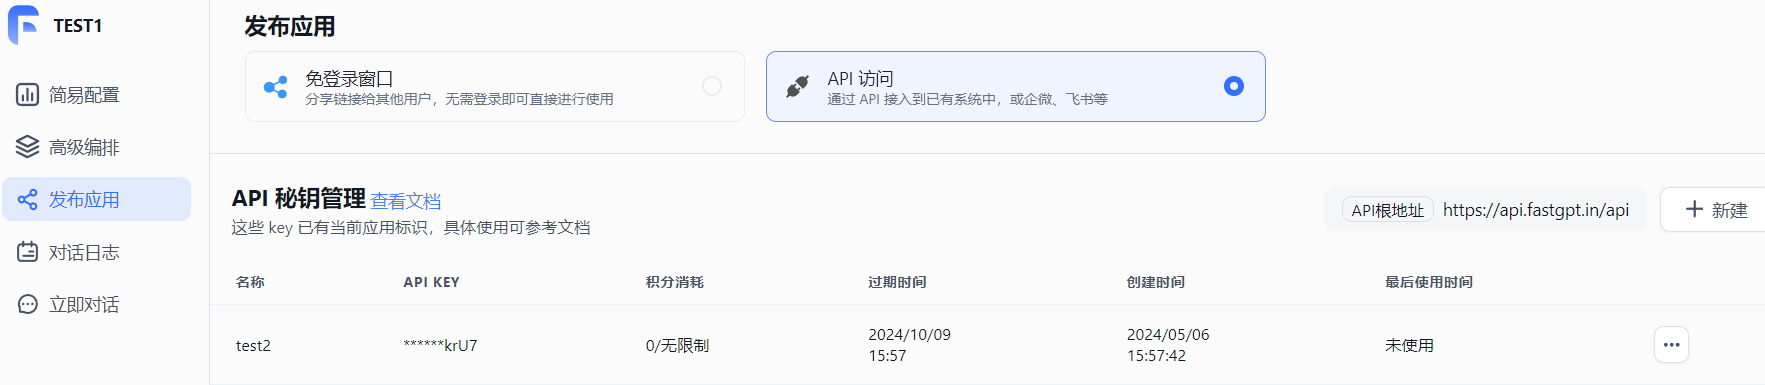 TEST1
简易配置
高级编排
发布应用
对话日志
立即对话
发布应用
免登录窗口
分享链接给其他用户，无需登录即可直接进行使用
API 访问
通过 API 接入到已有系统中，或企微、飞书等
API 秘钥管理 查看文档
这些 key 已有当前应用标识，具体使用可参考文档
API根地址 https://api.fastgpt.in/api
新建
名称 API KEY 积分消耗 过期时间 创建时间 最后使用时间
test2 ******krU7 0/无限制 2024/10/09 15:57 2024/05/06 15:57:42 未使用